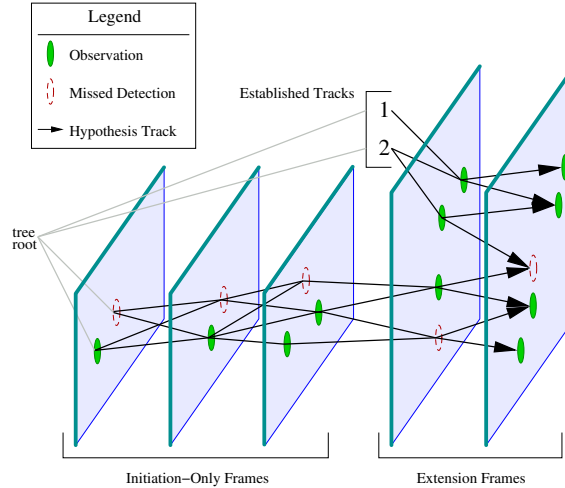 Legend
Observation
Missed Detection
Hypothesis Track
Established Tracks
1
2
tree
root
Initiation−Only Frames
Extension Frames